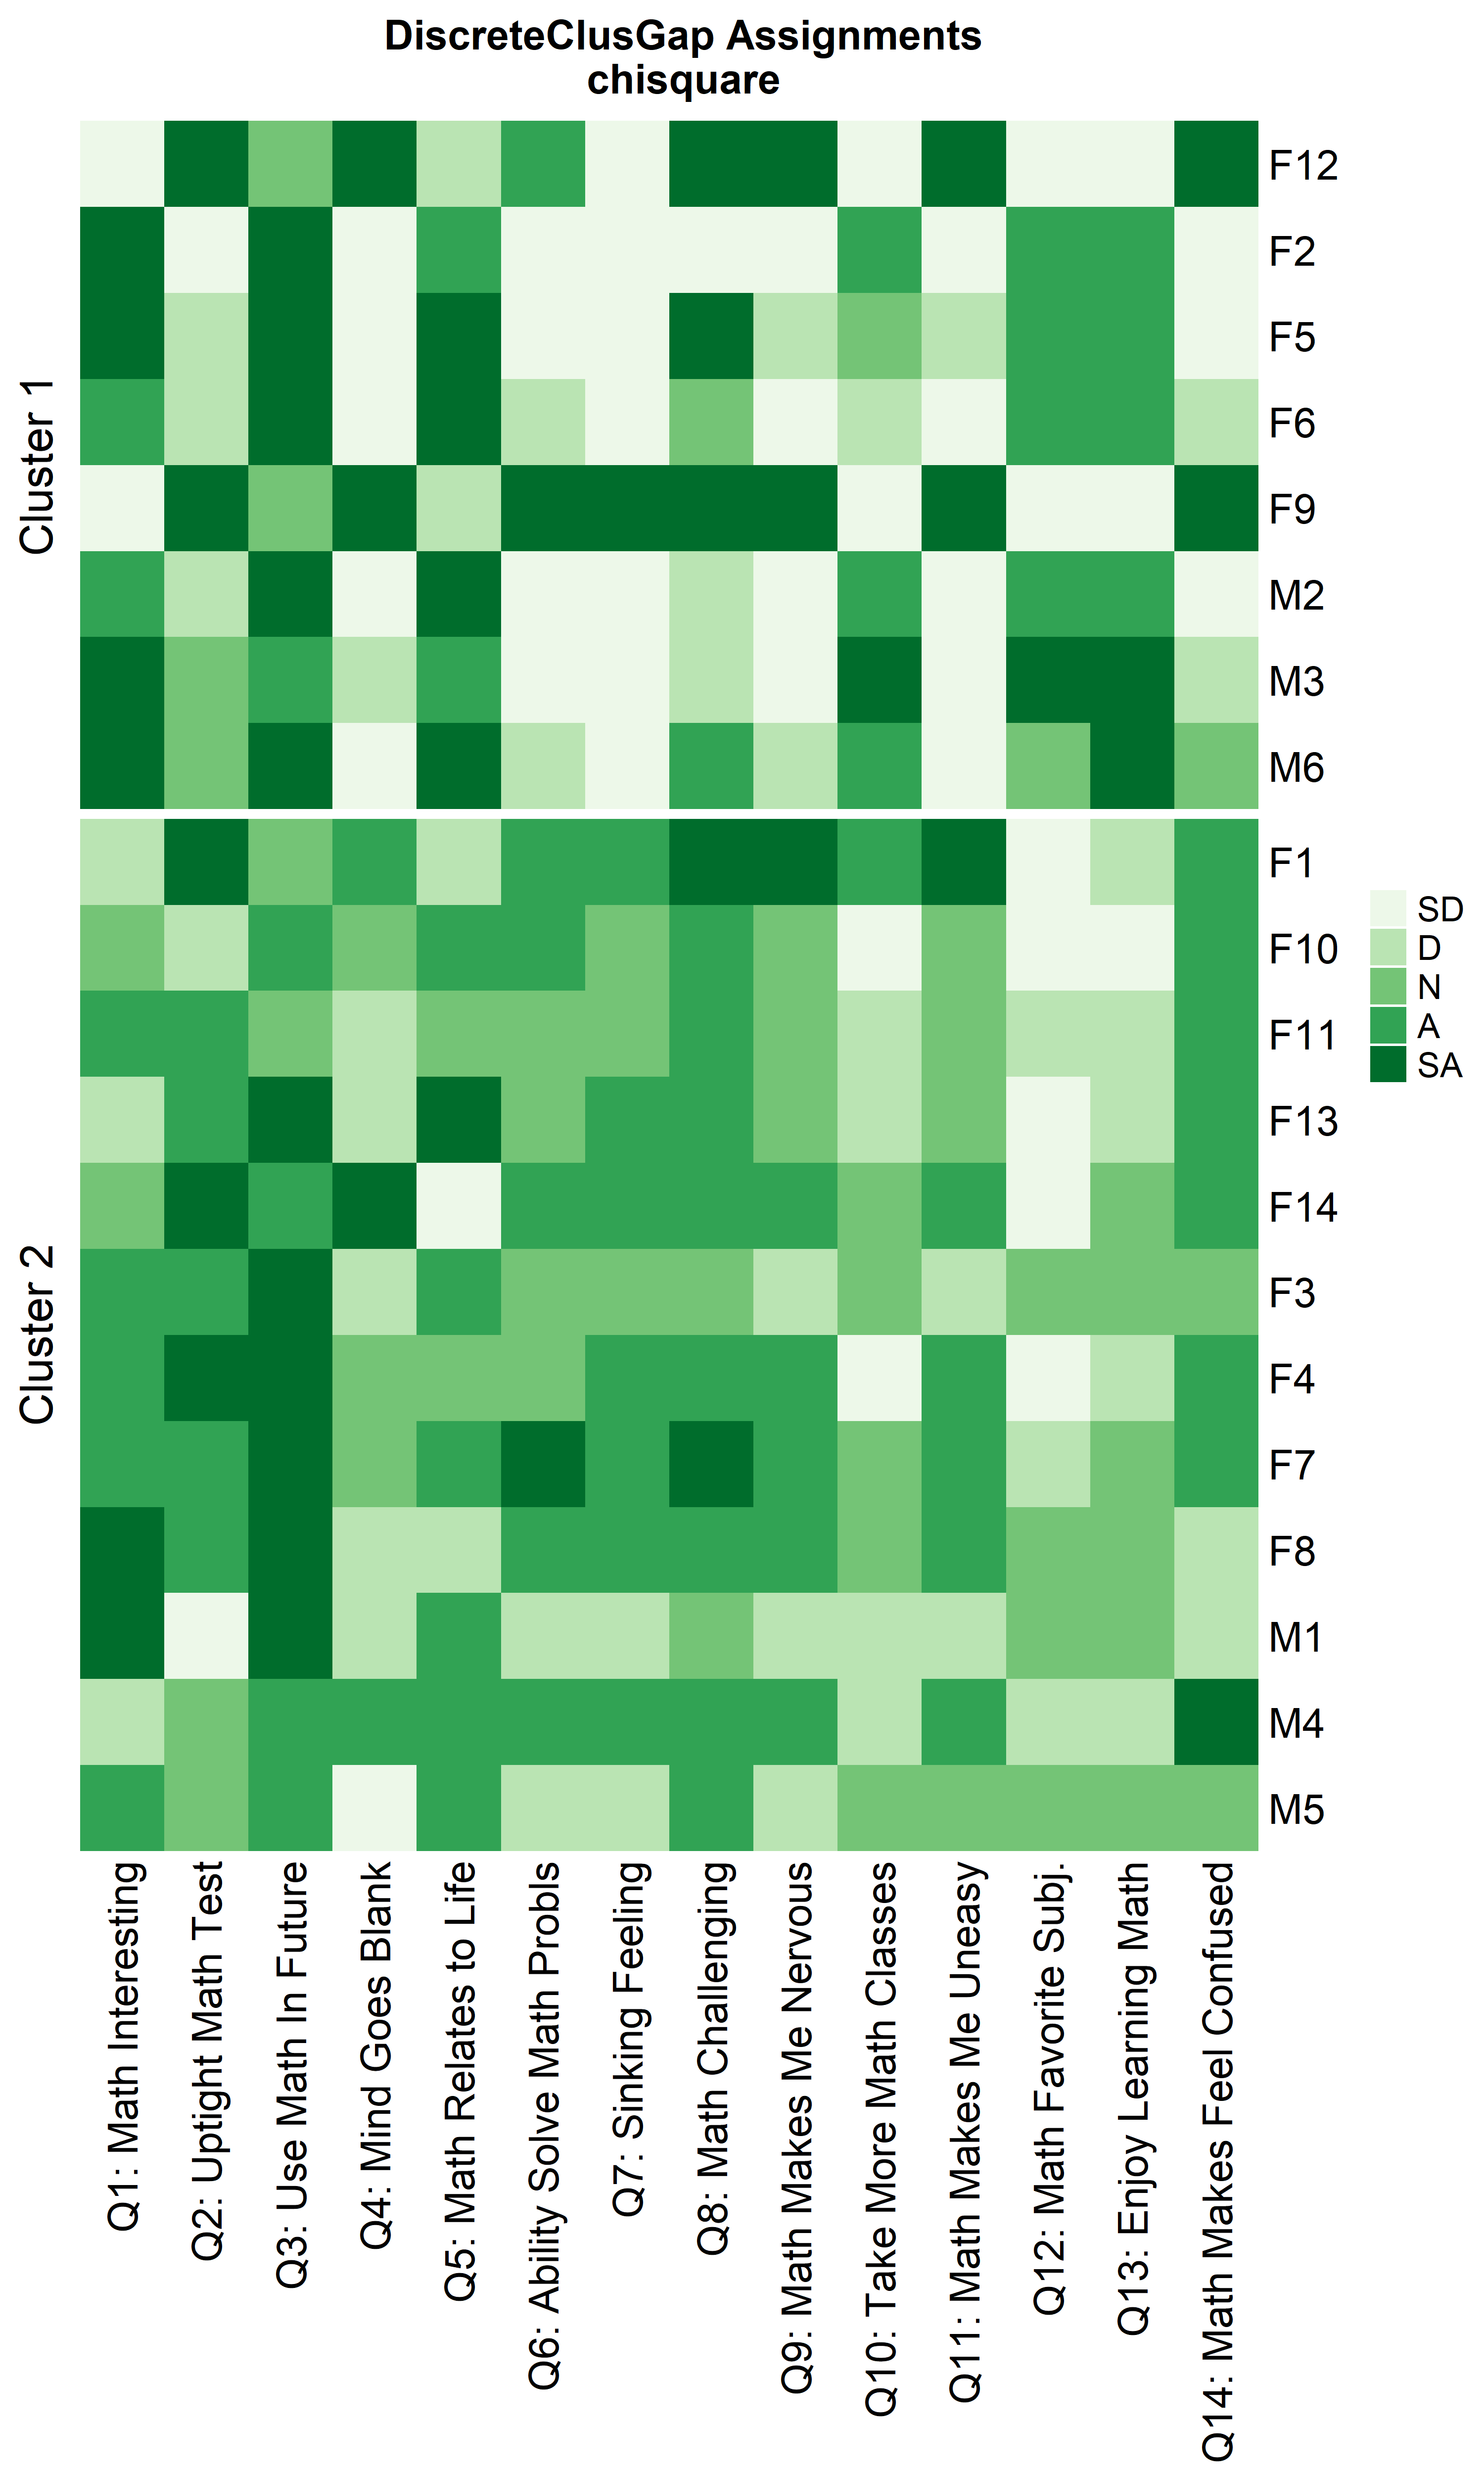 DiscreteClusGap Assignments
chisquare
Cluster 1
F12
F2
F5
F6
F9
M2
M3
M6
Cluster 2
F1
F10
F11
F13
F14
F3
F4
F7
F8
M1
M4
M5
SD
D
N
A
SA
Q1: Math Interesting
Q2: Uptight Math Test
Q3: Use Math In Future
Q4: Mind Goes Blank
Q5: Math Relates to Life
Q6: Ability Solve Math Probls
Q7: Sinking Feeling
Q8: Math Challenging
Q9: Math Makes Me Nervous
Q10: Take More Math Classes
Q11: Math Makes Me Uneasy
Q12: Math Favorite Subj.
Q13: Enjoy Learning Math
Q14: Math Makes Feel Confused